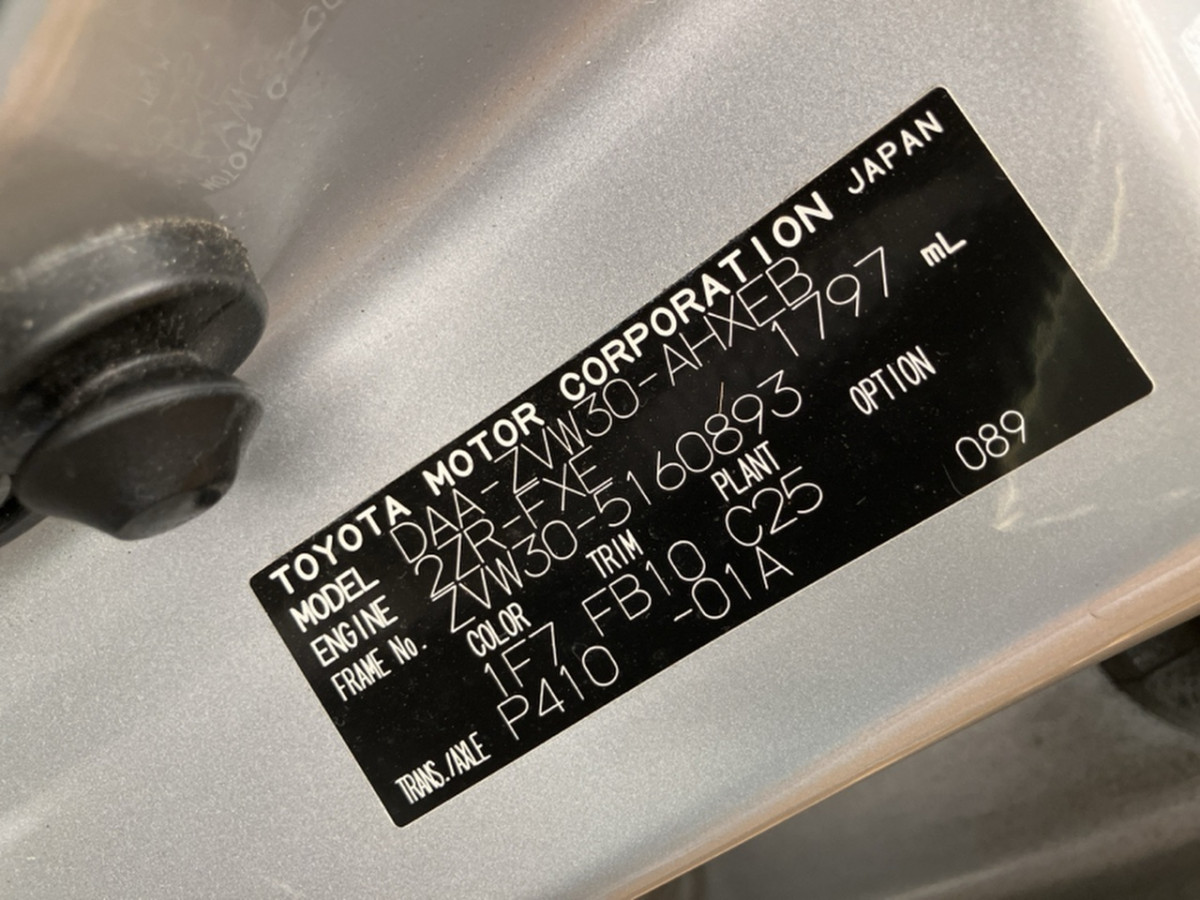 TOYOTA MOTOR CORPORATION JAPAN
MODEL DAA-ZVW30-AHXEB
ENGINE 2ZR-FXE 1797 mL
FRAME No. ZVW30-5160893
COLOR TRIM PLANT OPTION
1F7 FB10 C25 089
TRANS./AXLE P410 -01A